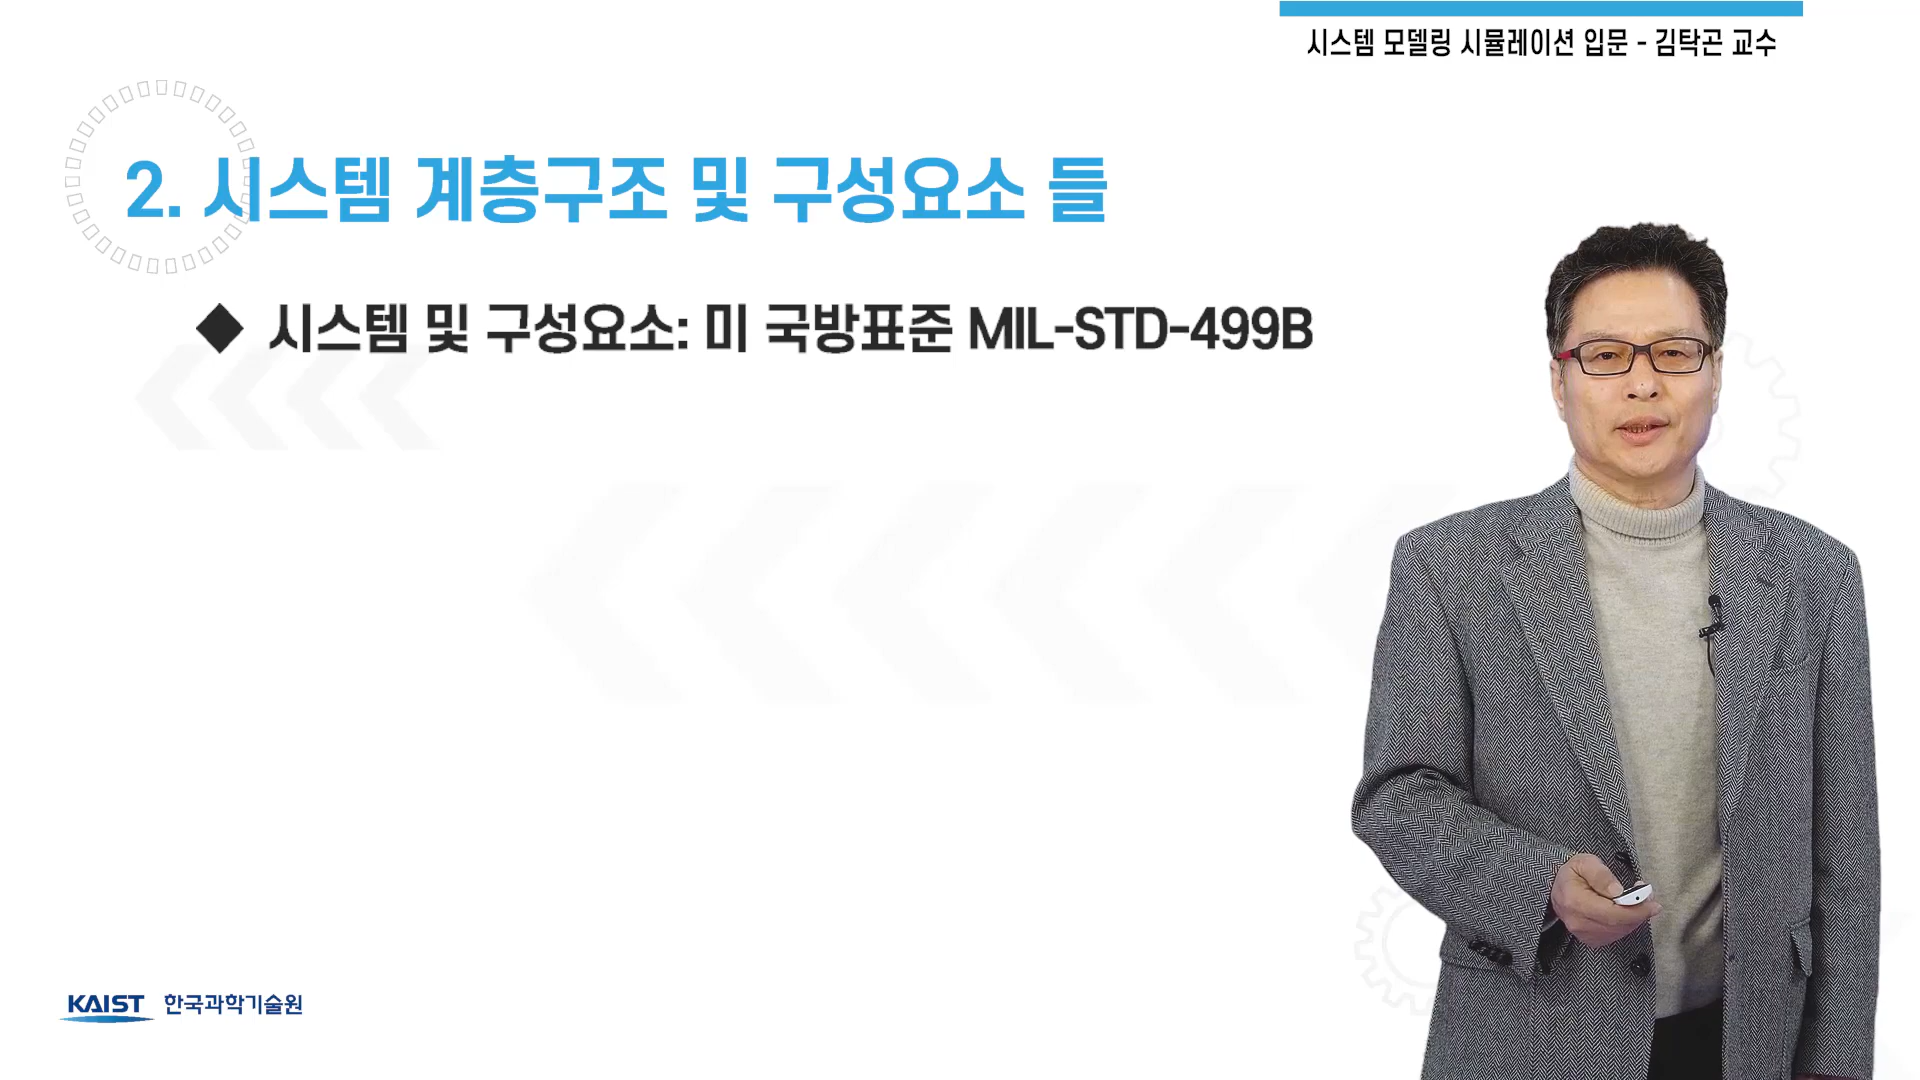 시스템 모델링 시뮬레이션 입문 - 김탁곤 교수
2. 시스템 계층구조 및 구성요소 들
◆ 시스템 및 구성요소: 미 국방표준 MIL-STD-499B
KAIST 한국과학기술원